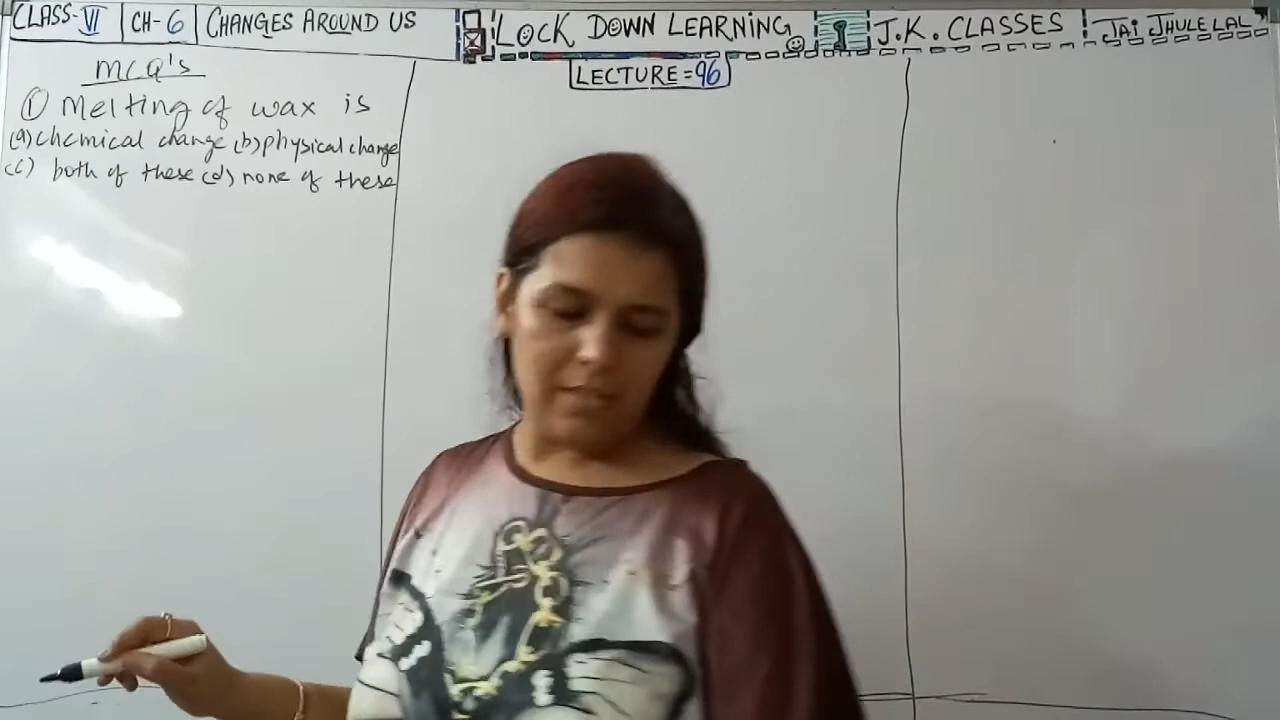 CLASS-VI | CH-6 | CHANGES AROUND US
LOCK DOWN LEARNING
J.K. CLASSES
JAI JHULELAL
LECTURE=96
MCQ's
① Melting of wax is
(a) chemical change (b) physical change
(c) both of these (d) none of these